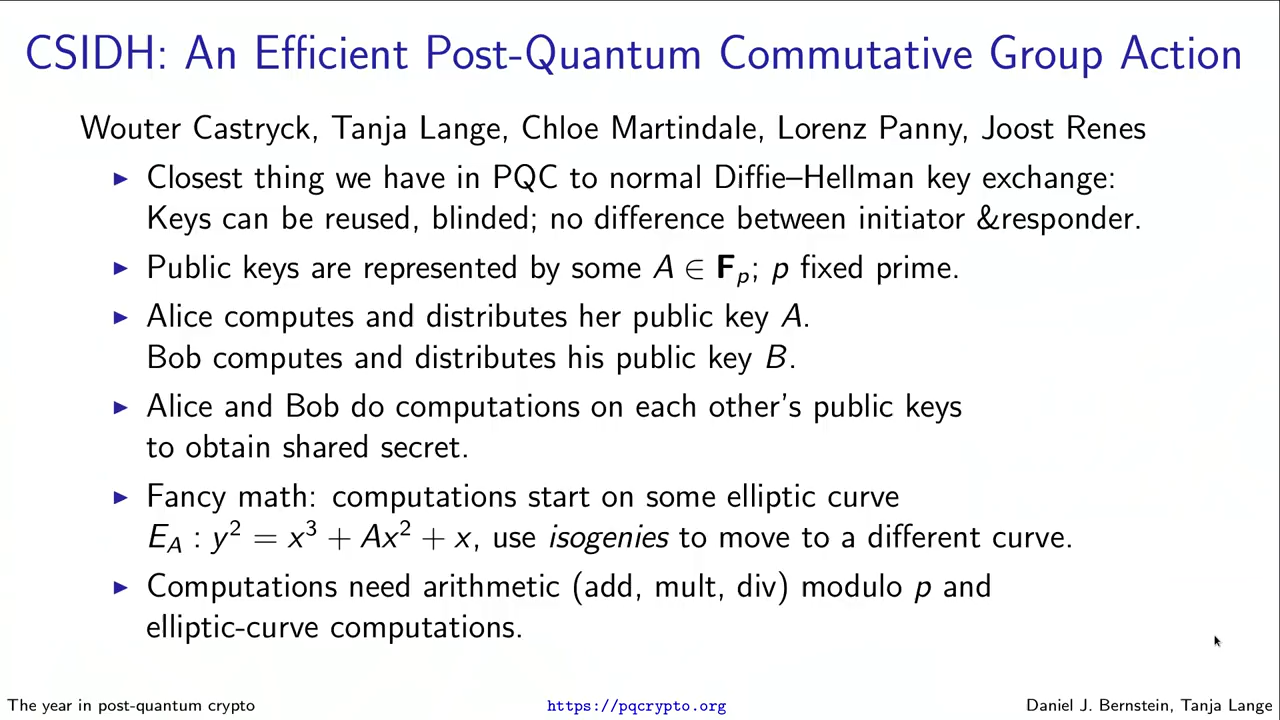 CSIDH: An Efficient Post-Quantum Commutative Group Action
Wouter Castryck, Tanja Lange, Chloe Martindale, Lorenz Panny, Joost Renes
▶ Closest thing we have in PQC to normal Diffie–Hellman key exchange:
Keys can be reused, blinded; no difference between initiator &responder.
▶ Public keys are represented by some A ∈ F_p; p fixed prime.
▶ Alice computes and distributes her public key A.
Bob computes and distributes his public key B.
▶ Alice and Bob do computations on each other's public keys
to obtain shared secret.
▶ Fancy math: computations start on some elliptic curve
E_A : y² = x³ + Ax² + x, use isogenies to move to a different curve.
▶ Computations need arithmetic (add, mult, div) modulo p and
elliptic-curve computations.
The year in post-quantum crypto
https://pqcrypto.org
Daniel J. Bernstein, Tanja Lange